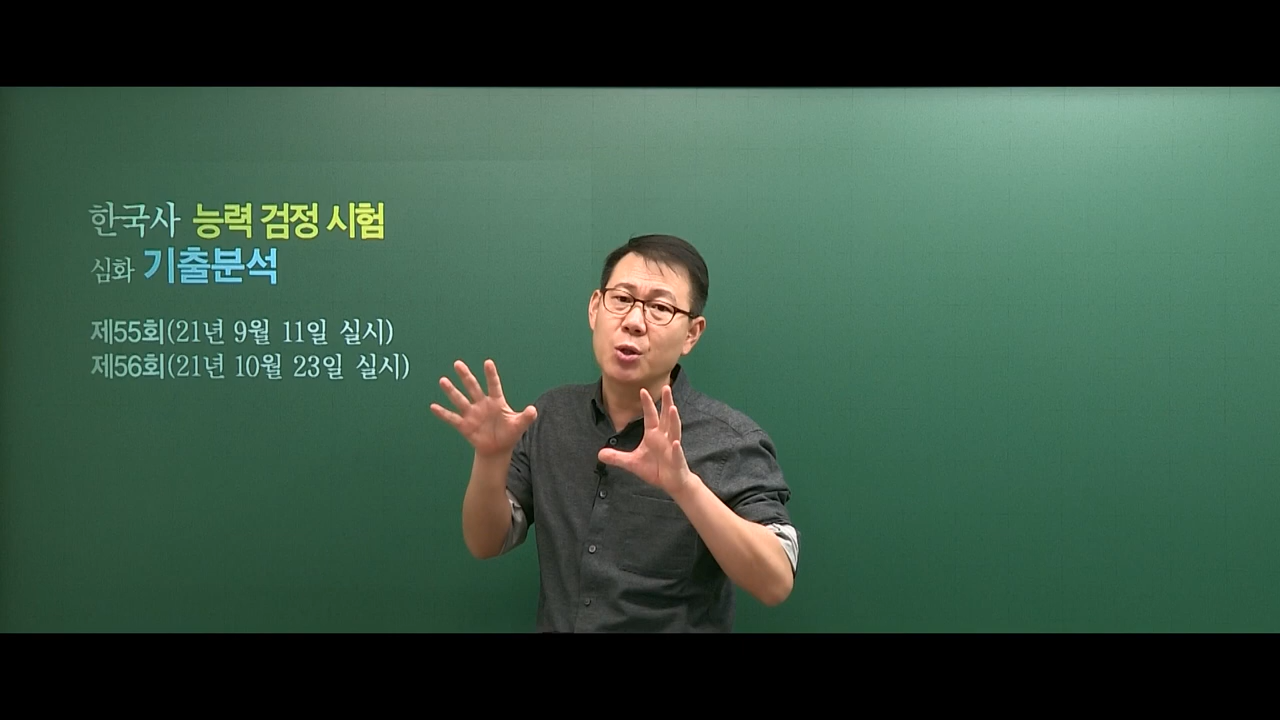 한국사 능력 검정 시험
심화 기출분석
제55회(21년 9월 11일 실시)
제56회(21년 10월 23일 실시)